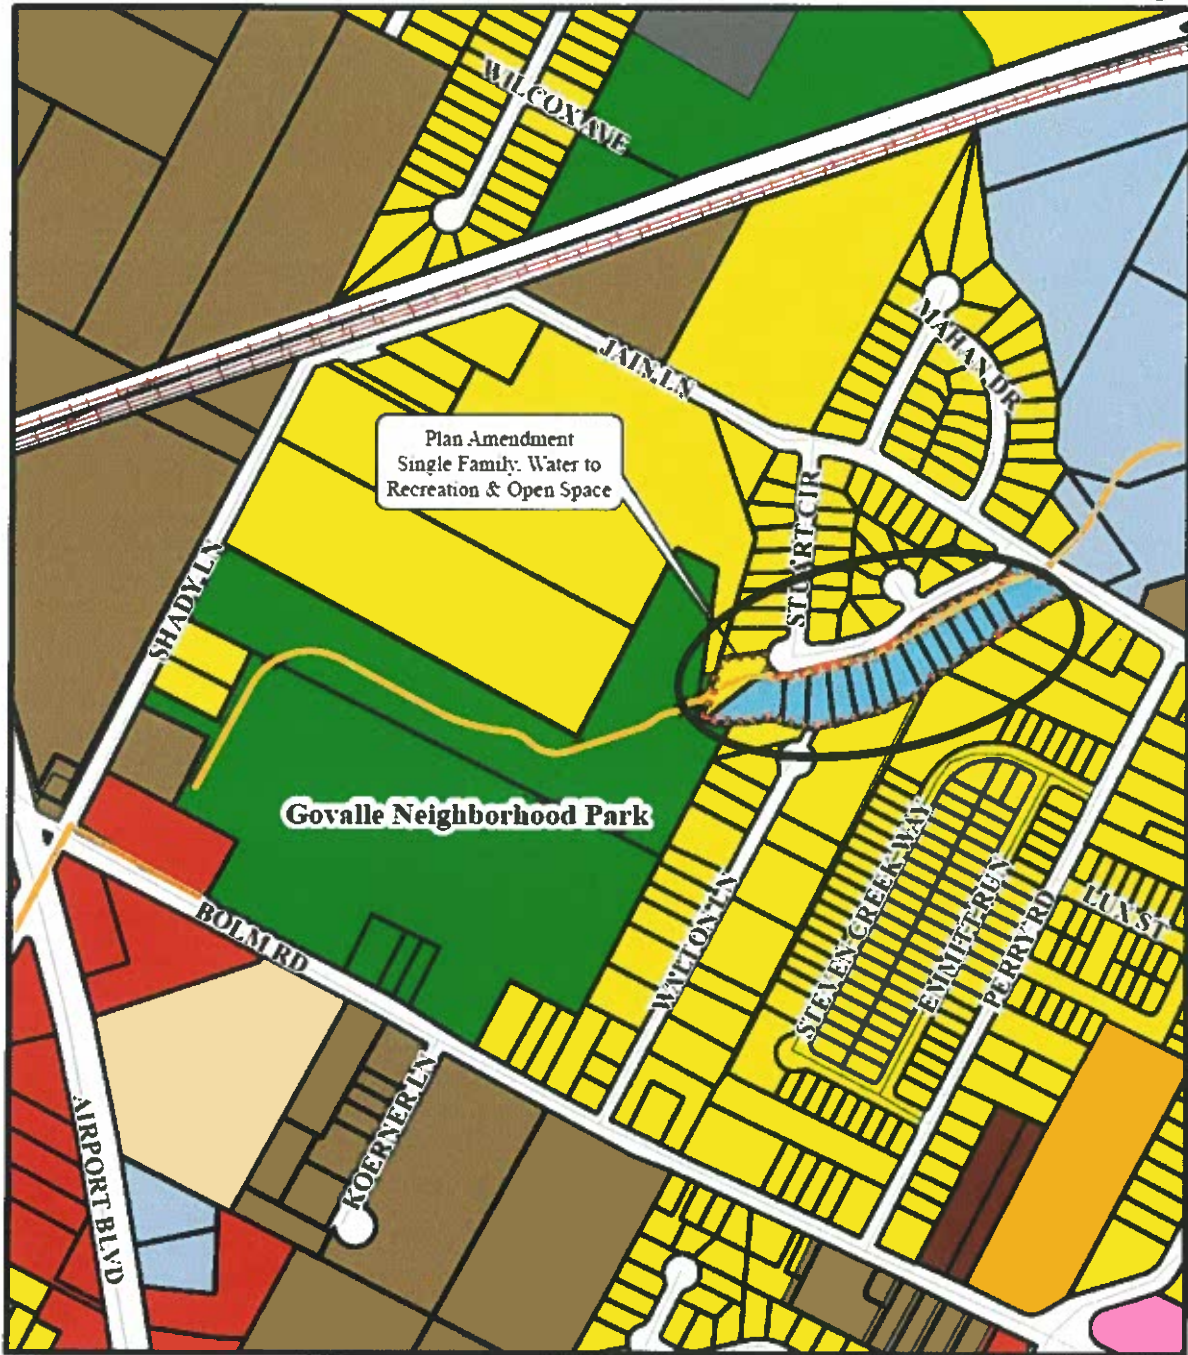 WILCOX AVE
MAHAN DR
JAIN LN
Plan Amendment
Single Family, Water to
Recreation & Open Space
STUART CIR
SHADY LN
Govalle Neighborhood Park
STEVEN CREEK WAY
EMMITT RUN
PERRY RD
LUX ST
WALTON LN
BOLM RD
KOERNER LN
AIRPORT BLVD